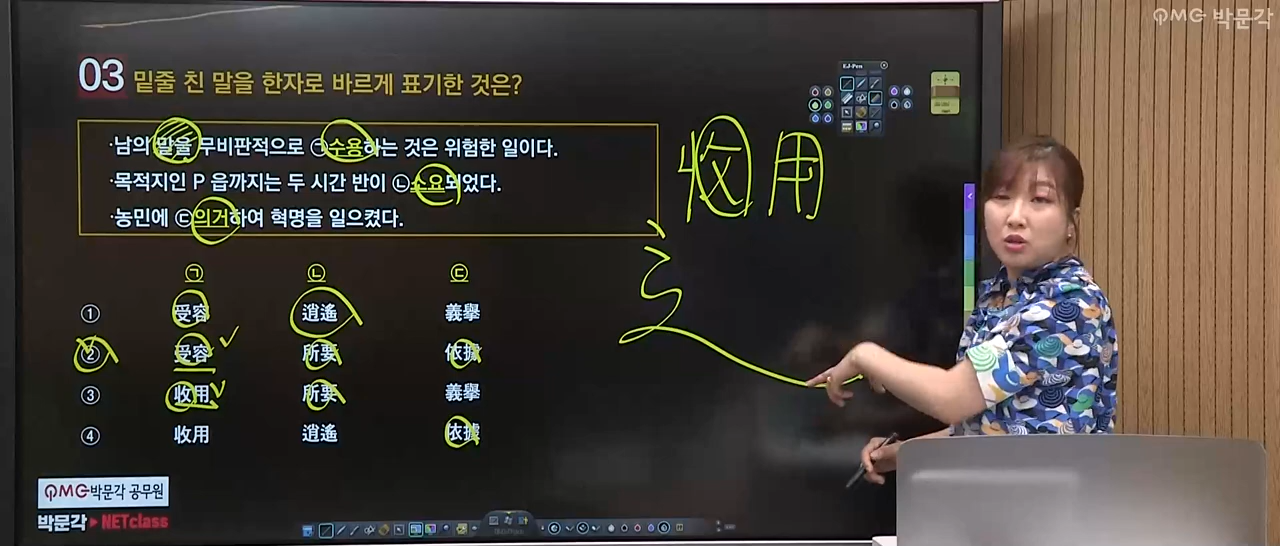 QMG 박문각
03 밑줄 친 말을 한자로 바르게 표기한 것은?
·남의 말을 무비판적으로 ㉠수용하는 것은 위험한 일이다.
·목적지인 P 읍까지는 두 시간 반이 ㉡소요되었다.
·농민에 ㉢의거하여 혁명을 일으켰다.
收用
辶
㉠ ㉡ ㉢
① 受容 逍遙 義擧
② 受容 所要 依據
③ 收用 所要 義擧
④ 收用 逍遙 依據
QMG박문각 공무원
박문각 ▶ NETclass
EJ-Pen